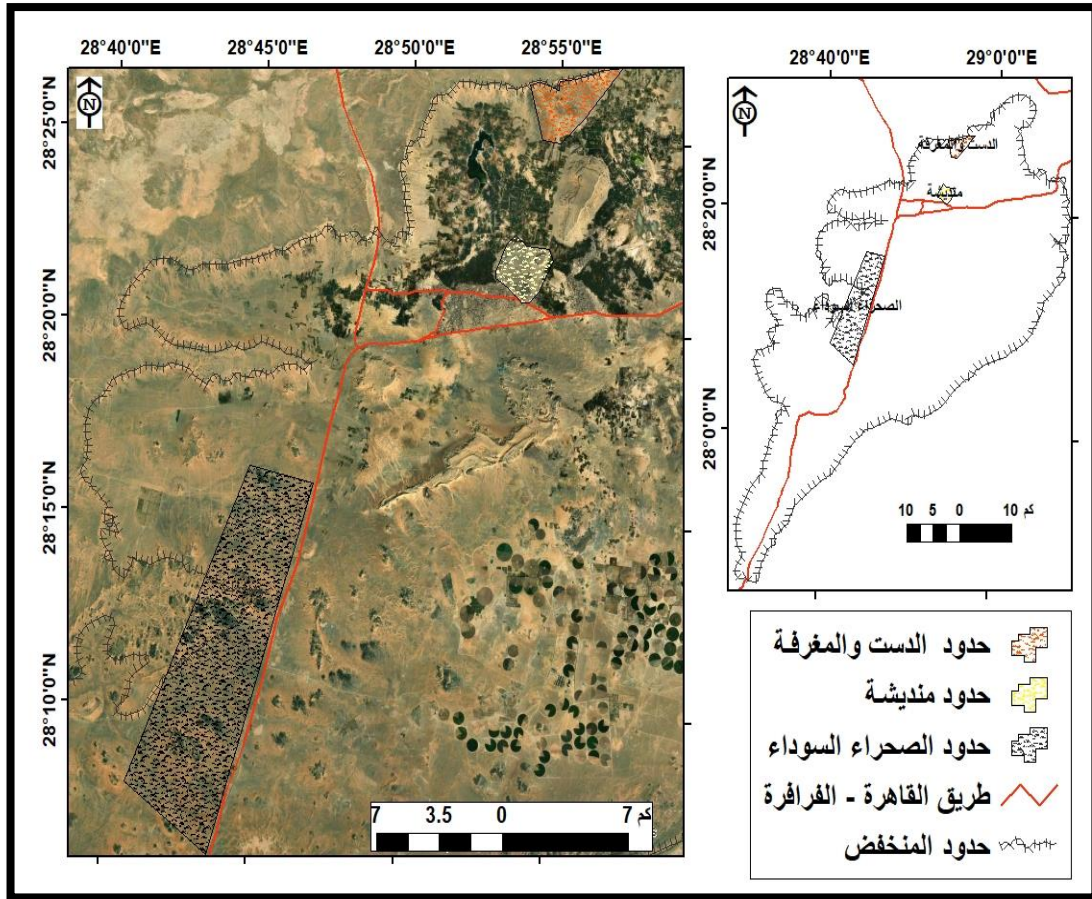 28°40'0"E 28°45'0"E 28°50'0"E 28°55'0"E
28°25'0"N
28°20'0"N
28°15'0"N
28°10'0"N
N
7 3.5 0 7 كم
28°40'0"E 29°0'0"E
28°20'0"N
28°0'0"N
N
الدست والمغرفة
منديشة
الصحراء السوداء
10 5 0 10 كم
حدود الدست والمغرفة
حدود منديشة
حدود الصحراء السوداء
طريق القاهرة - الفرافرة
حدود المنخفض